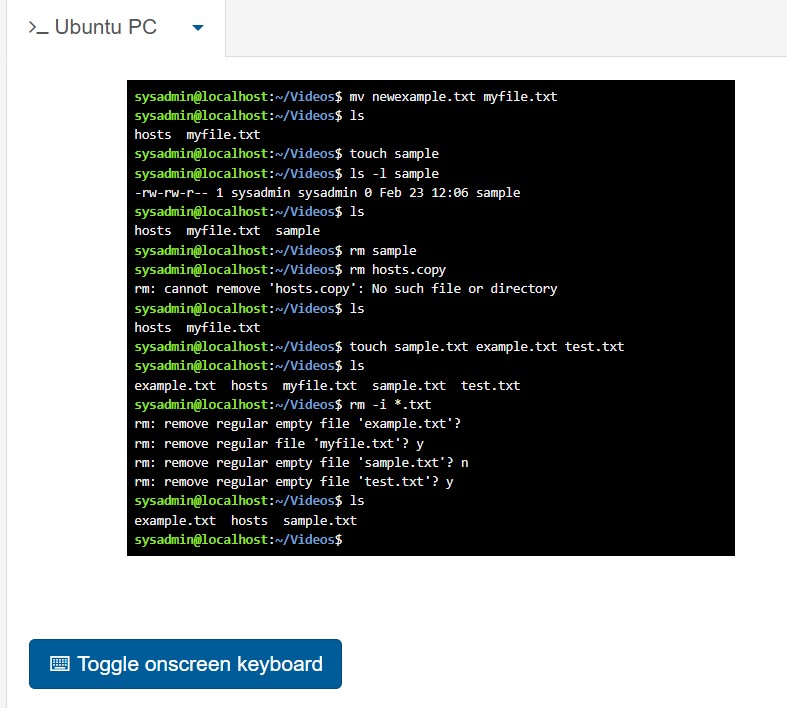 >_ Ubuntu PC
sysadmin@localhost:~/Videos$ mv newexample.txt myfile.txt
sysadmin@localhost:~/Videos$ ls
hosts  myfile.txt
sysadmin@localhost:~/Videos$ touch sample
sysadmin@localhost:~/Videos$ ls -l sample
-rw-rw-r-- 1 sysadmin sysadmin 0 Feb 23 12:06 sample
sysadmin@localhost:~/Videos$ ls
hosts  myfile.txt  sample
sysadmin@localhost:~/Videos$ rm sample
sysadmin@localhost:~/Videos$ rm hosts.copy
rm: cannot remove 'hosts.copy': No such file or directory
sysadmin@localhost:~/Videos$ ls
hosts  myfile.txt
sysadmin@localhost:~/Videos$ touch sample.txt example.txt test.txt
sysadmin@localhost:~/Videos$ ls
example.txt  hosts  myfile.txt  sample.txt  test.txt
sysadmin@localhost:~/Videos$ rm -i *.txt
rm: remove regular empty file 'example.txt'?
rm: remove regular file 'myfile.txt'? y
rm: remove regular empty file 'sample.txt'? n
rm: remove regular empty file 'test.txt'? y
sysadmin@localhost:~/Videos$ ls
example.txt  hosts  sample.txt
sysadmin@localhost:~/Videos$
Toggle onscreen keyboard